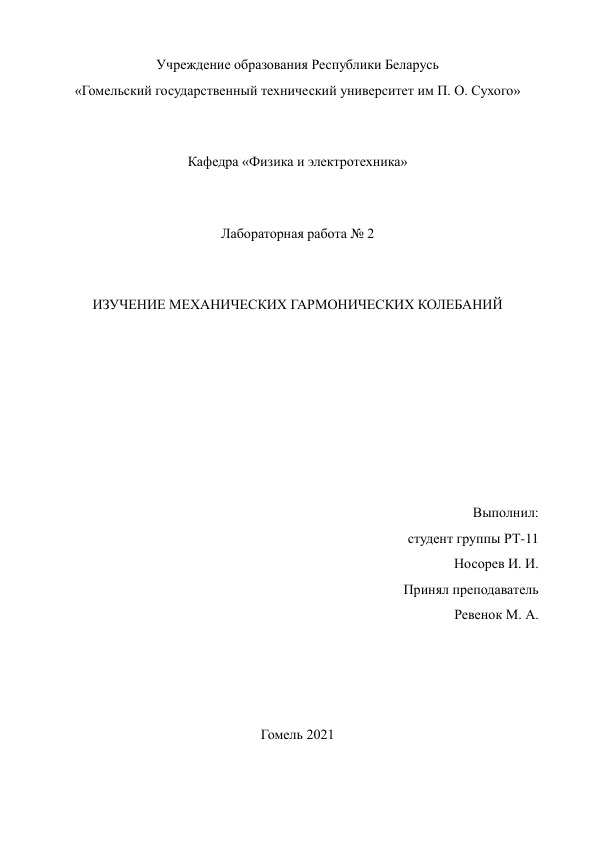 Учреждение образования Республики Беларусь
«Гомельский государственный технический университет им П. О. Сухого»
Кафедра «Физика и электротехника»
Лабораторная работа № 2
ИЗУЧЕНИЕ МЕХАНИЧЕСКИХ ГАРМОНИЧЕСКИХ КОЛЕБАНИЙ
Выполнил:
студент группы РТ-11
Носорев И. И.
Принял преподаватель
Ревенок М. А.
Гомель 2021